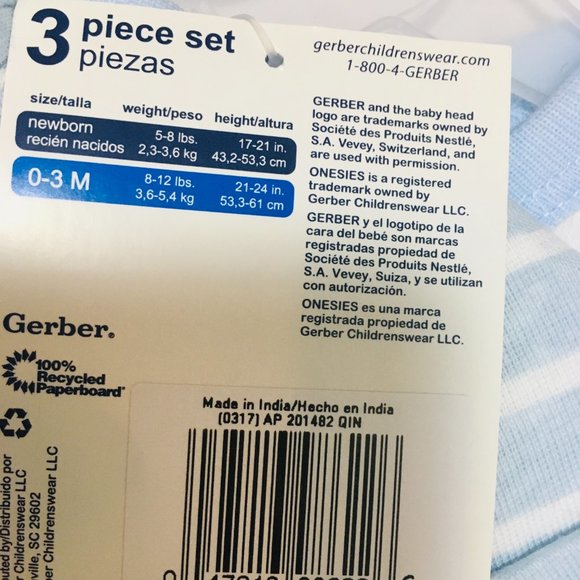 3 piece set
piezas
gerberchildrenswear.com
1-800-4-GERBER
size/talla weight/peso height/altura
newborn 5-8 lbs. 17-21 in.
recién nacidos 2,3-3,6 kg 43,2-53,3 cm
0-3 M 8-12 lbs. 21-24 in.
3,6-5,4 kg 53,3-61 cm
GERBER and the baby head
logo are trademarks owned by
Société des Produits Nestlé,
S.A. Vevey, Switzerland, and
are used with permission.
ONESIES is a registered
trademark owned by
Gerber Childrenswear LLC.
GERBER y el logotipo de la
cara del bebé son marcas
registradas propiedad de
Société des Produits Nestlé,
S.A. Vevey, Suiza, y se utilizan
con autorización.
ONESIES es una marca
registrada propiedad de
Gerber Childrenswear LLC.
Gerber®
100%
Recycled
Paperboard
Made in India/Hecho en India
(0317) AP 201482 QIN
uted by/Distribuido por
r Childrenswear LLC
ville, SC 29602
Gerber Childrenswear LLC